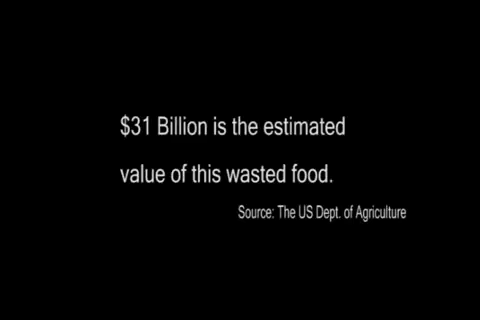 $31 Billion is the estimated
value of this wasted food.
Source: The US Dept. of Agriculture